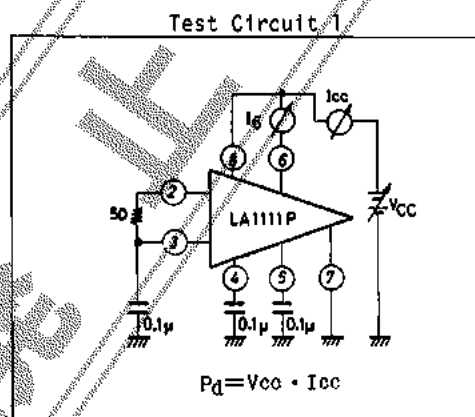 Test Circuit 1
Icc
I6
8
6
2
50
LA1111P
VCC
3
4
5
7
0.1μ
0.1μ
0.1μ
Pd=Vcc・Icc